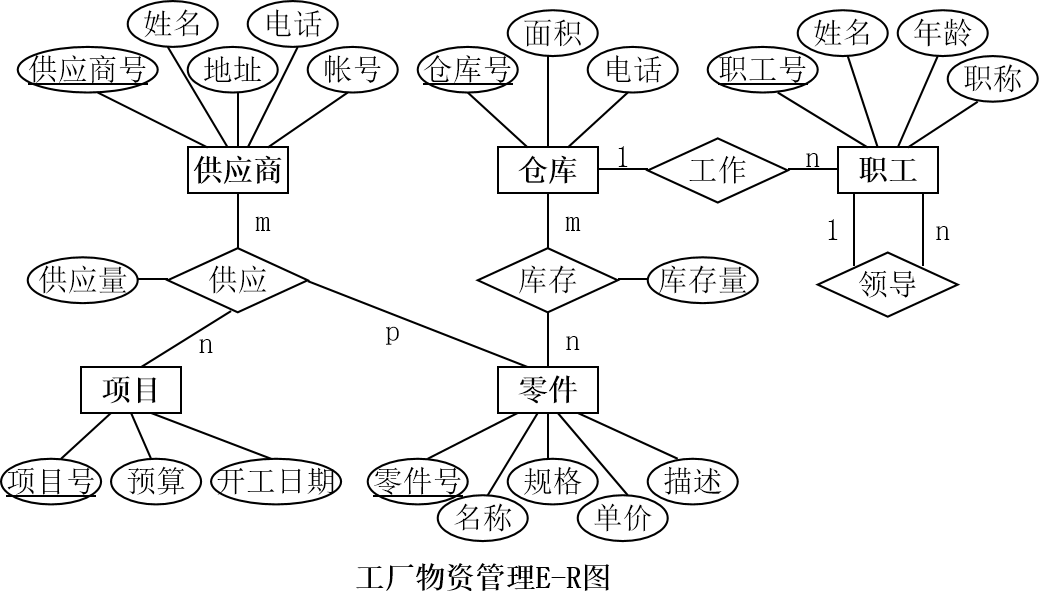 姓名
电话
供应商号
地址
帐号
面积
仓库号
电话
姓名
年龄
职工号
职称
供应商
仓库
1
工作
n
职工
m
m
1
n
供应量
供应
库存
库存量
领导
n
p
n
项目
零件
项目号
预算
开工日期
零件号
规格
描述
名称
单价
工厂物资管理E-R图